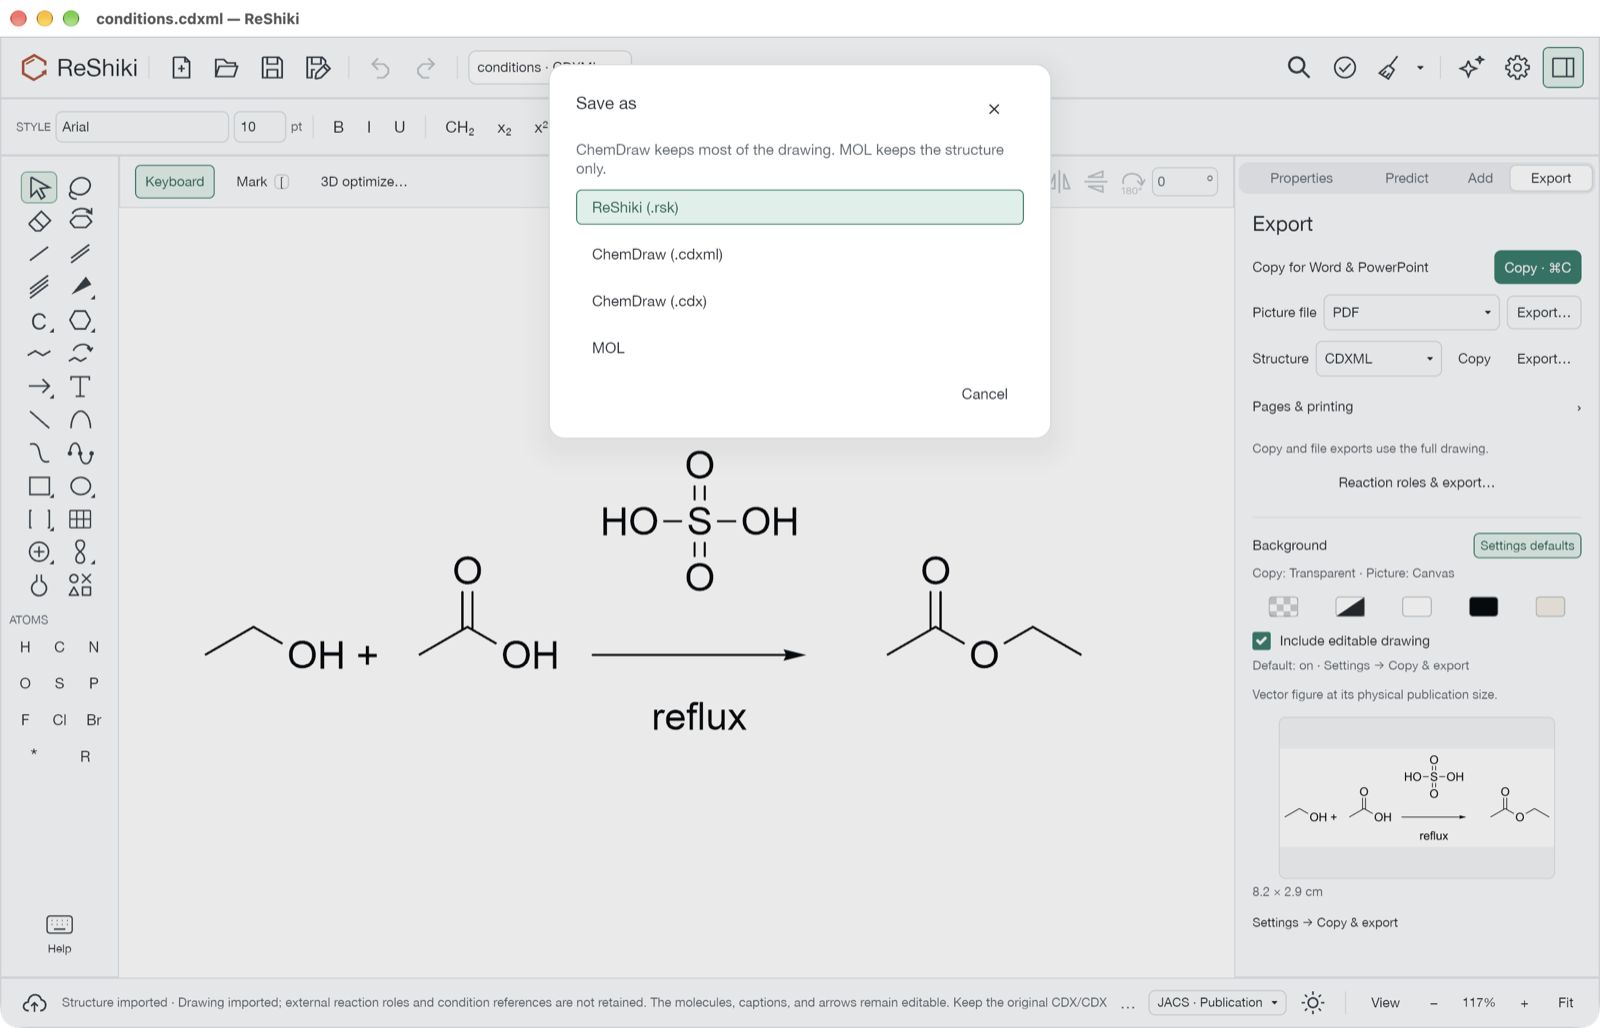 conditions.cdxml — ReShiki
ReShiki
conditions ·
STYLE Arial 10 pt B I U CH₂ x₂ x²
Save as
ChemDraw keeps most of the drawing. MOL keeps the structure
only.
ReShiki (.rsk)
ChemDraw (.cdxml)
ChemDraw (.cdx)
MOL
Cancel
Keyboard Mark [ 3D optimize...
180° 0 °
Properties Predict Add Export
Export
Copy for Word & PowerPoint Copy · ⌘C
Picture file PDF Export...
Structure CDXML Copy Export...
Pages & printing ›
Copy and file exports use the full drawing.
Reaction roles & export...
Background Settings defaults
Copy: Transparent · Picture: Canvas
Include editable drawing
Default: on · Settings → Copy & export
Vector figure at its physical publication size.
O
HO–S–OH
O
O
OH +
OH
O
O
reflux
8.2 × 2.9 cm
Settings → Copy & export
C
T
ATOMS
H C N
O S P
F Cl Br
* R
Help
O
HO–S–OH
O
O
OH +
OH
O
O
reflux
Structure imported · Drawing imported; external reaction roles and condition references are not retained. The molecules, captions, and arrows remain editable. Keep the original CDX/CDX ... JACS · Publication View – 117% + Fit